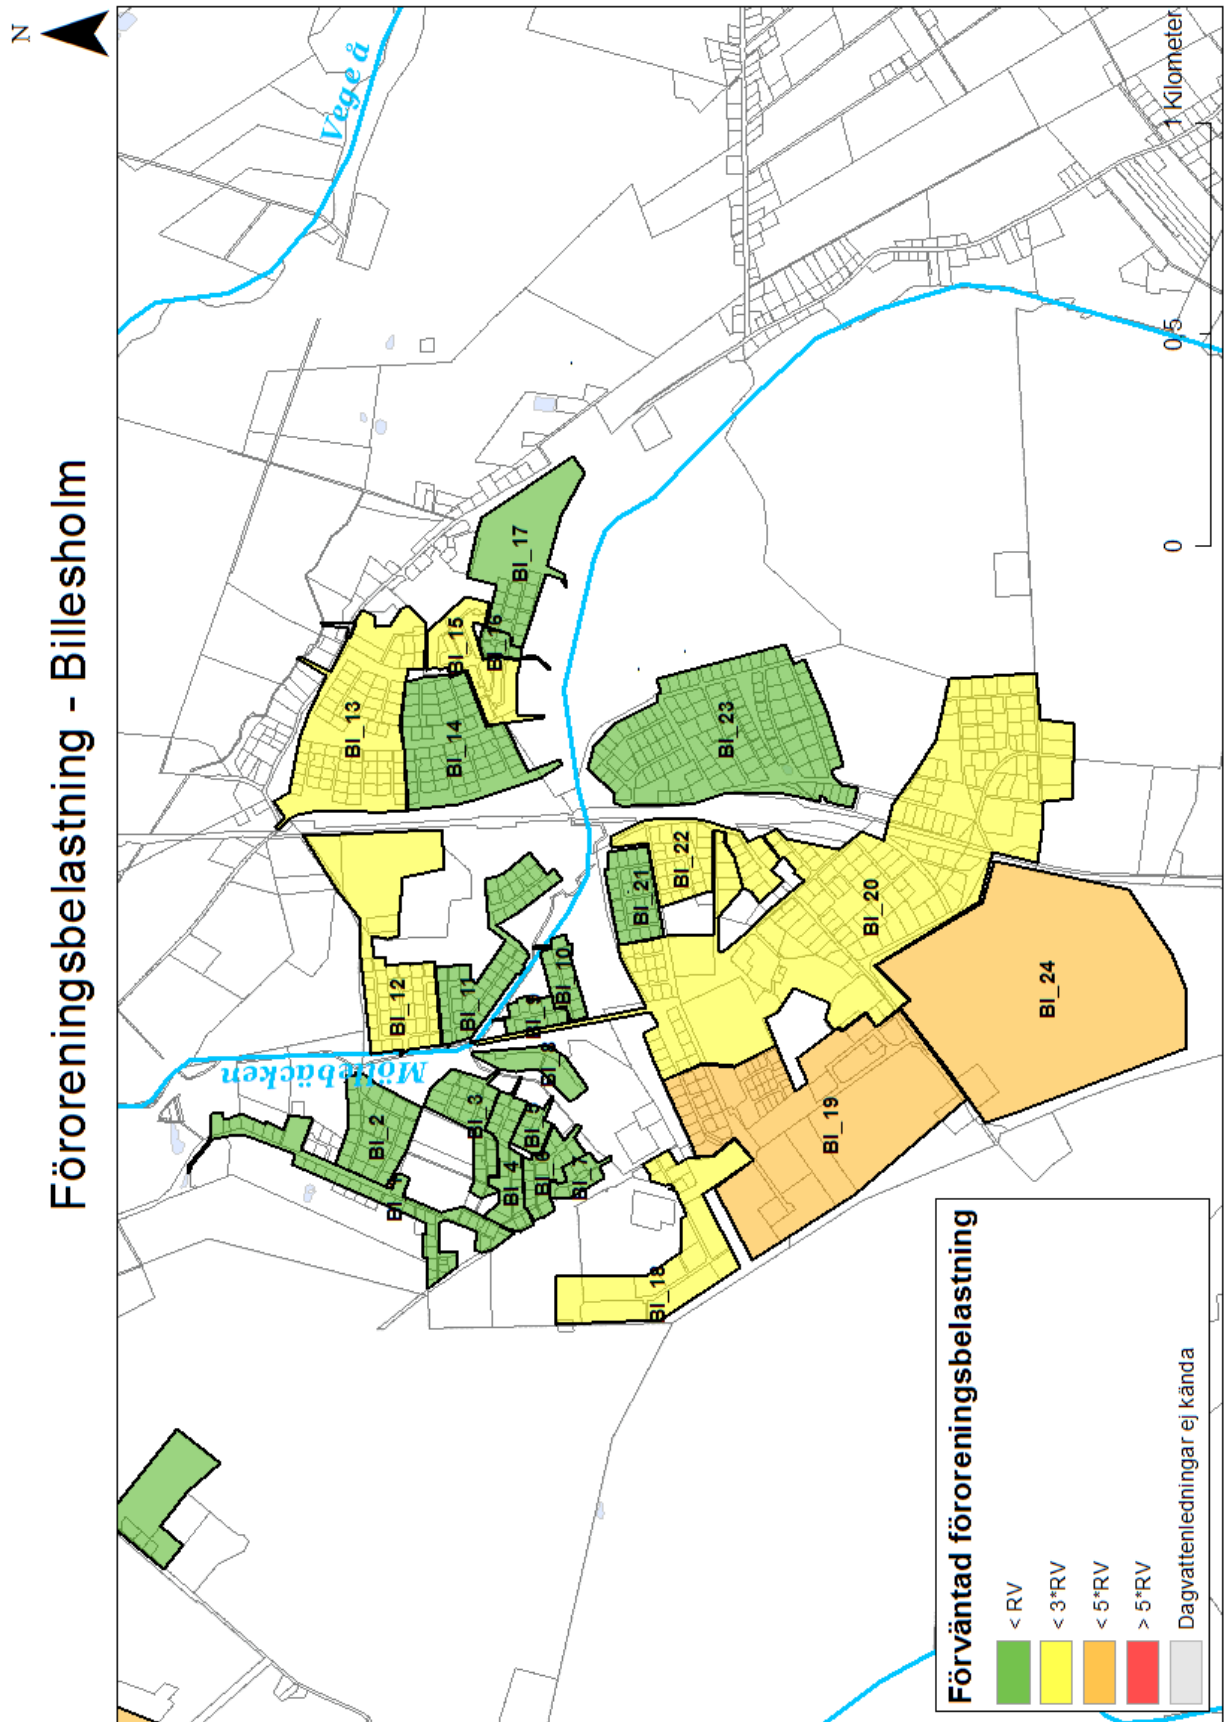 Föroreningsbelastning - Billesholm
N
Vege å
Möllebäcken
BI_2
BI_3
BI_4
BI_5
BI_7
BI_10
BI_11
BI_12
BI_13
BI_14
BI_15
BI_16
BI_17
BI_18
BI_19
BI_20
BI_21
BI_22
BI_23
BI_24
Förväntad föroreningsbelastning
< RV
< 3*RV
< 5*RV
> 5*RV
Dagvattenledningar ej kända
0 0,5 1 Kilometer